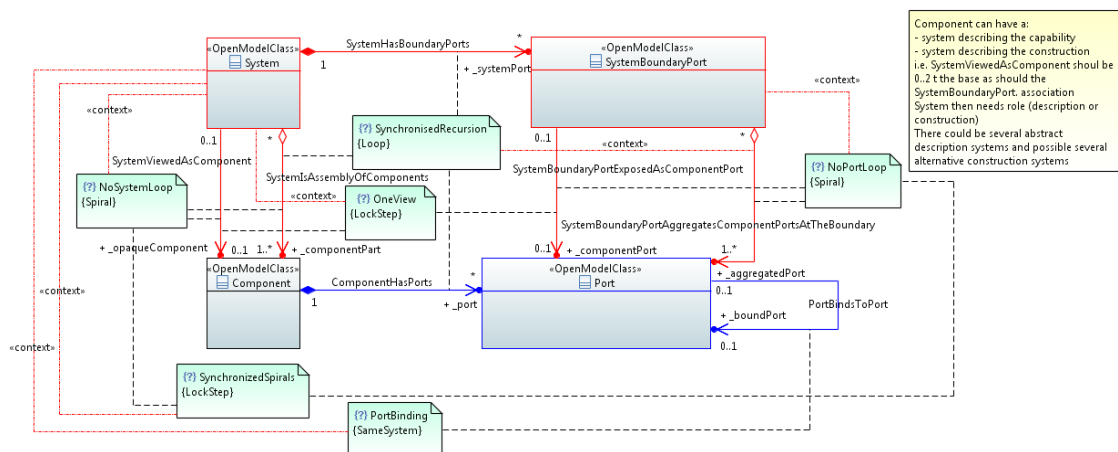 SystemHasBoundaryPorts
«OpenModelClass»
System
1
*
+ _systemPort
«OpenModelClass»
SystemBoundaryPort
Component can have a:
- system describing the capability
- system describing the construction
i.e. SystemViewedAsComponent shoul be
0..2 t the base as should the
SystemBoundaryPort. association
System then needs role (description or
construction)
There could be several abstract
description systems and possible several
alternative construction systems
«context»
«context»
{?} SynchronisedRecursion
{Loop}
0..1
*
0..1
*
«context»
SystemViewedAsComponent
SystemIsAssemblyOfComponents
SystemBoundaryPortExposedAsComponentPort
{?} NoPortLoop
{Spiral}
{?} NoSystemLoop
{Spiral}
«context»
{?} OneView
{LockStep}
SystemBoundaryPortAggregatesComponentPortsAtTheBoundary
+ _opaqueComponent
0..1
1..*
+ _componentPart
0..1
+ _componentPort
1..*
«OpenModelClass»
Component
ComponentHasPorts
1
*
+ _port
«OpenModelClass»
Port
+ _aggregatedPort
0..1
PortBindsToPort
+ _boundPort
0..1
«context»
«context»
{?} SynchronizedSpirals
{LockStep}
{?} PortBinding
{SameSystem}